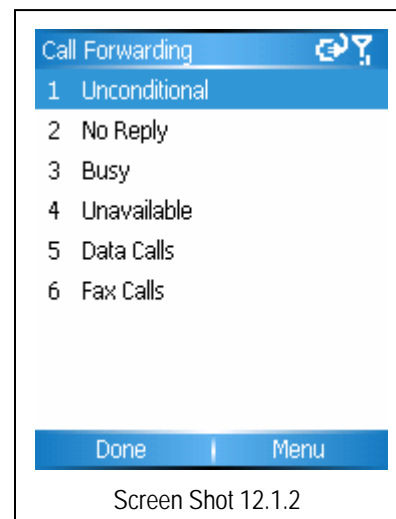 Call Forwarding
1 Unconditional
2 No Reply
3 Busy
4 Unavailable
5 Data Calls
6 Fax Calls
Done Menu
Screen Shot 12.1.2